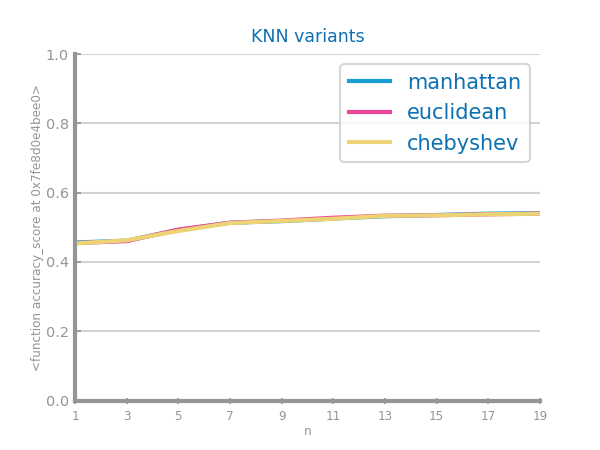 KNN variants
<function accuracy_score at 0x7fe8d0e4bee0>
1.0
0.8
0.6
0.4
0.2
0.0
manhattan
euclidean
chebyshev
1 3 5 7 9 11 13 15 17 19
n